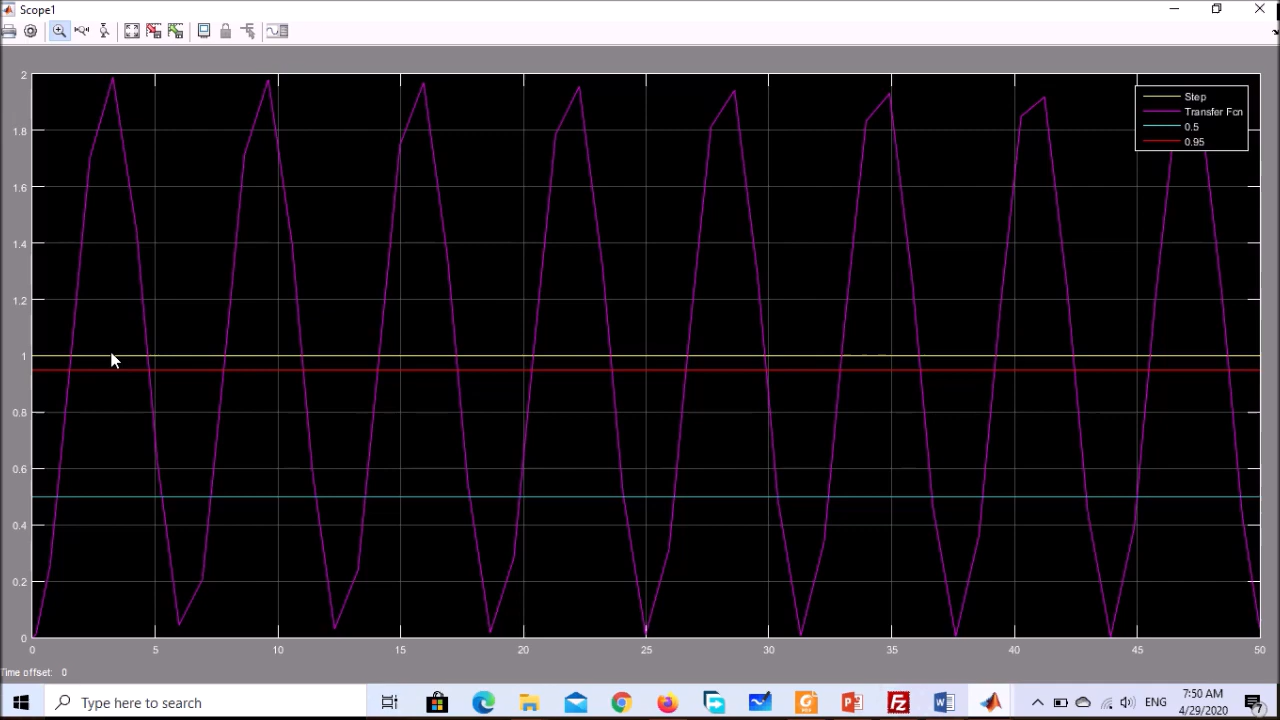 Scope1
Step
Transfer Fcn
0.5
0.95
2
1.8
1.6
1.4
1.2
1
0.8
0.6
0.4
0.2
0
0 5 10 15 20 25 30 35 40 45 50
Time offset: 0
Type here to search
ENG
7:50 AM
4/29/2020
7